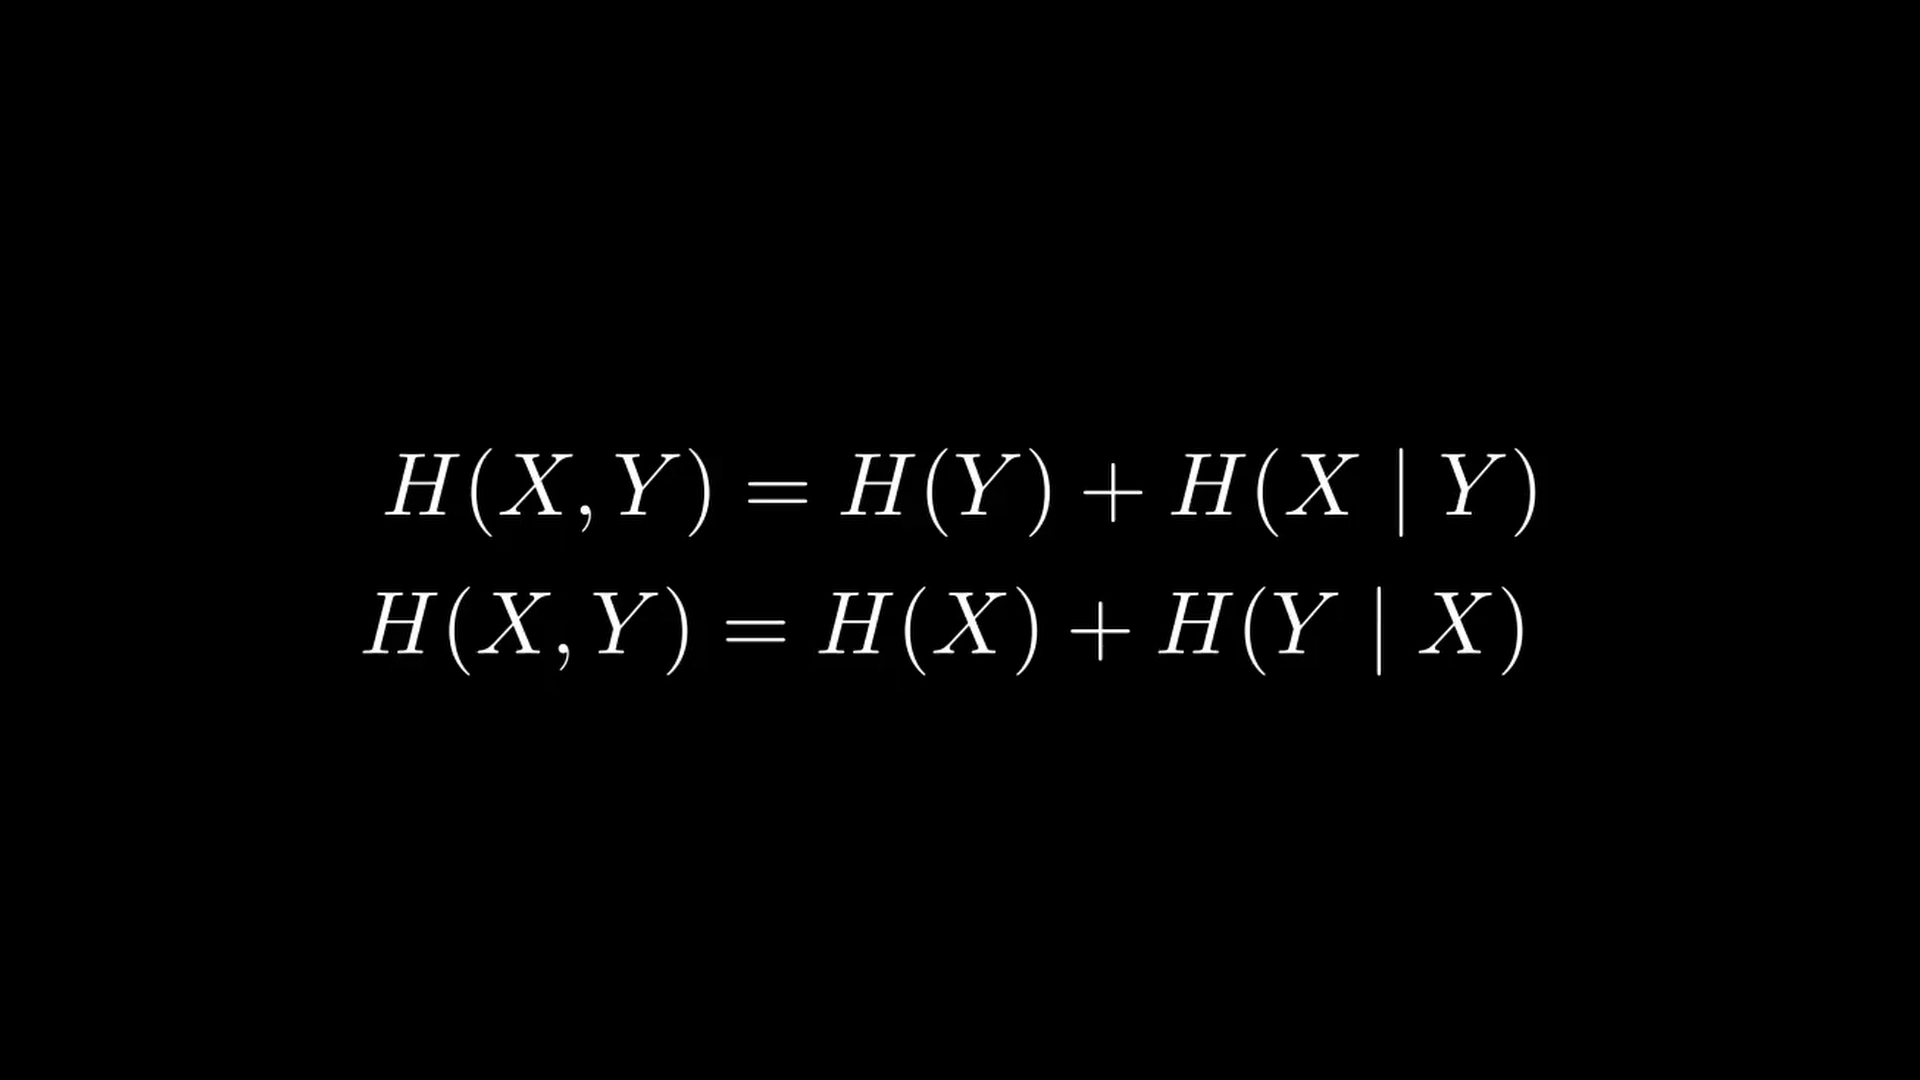 H(X, Y) = H(Y) + H(X | Y)
H(X, Y) = H(X) + H(Y | X)